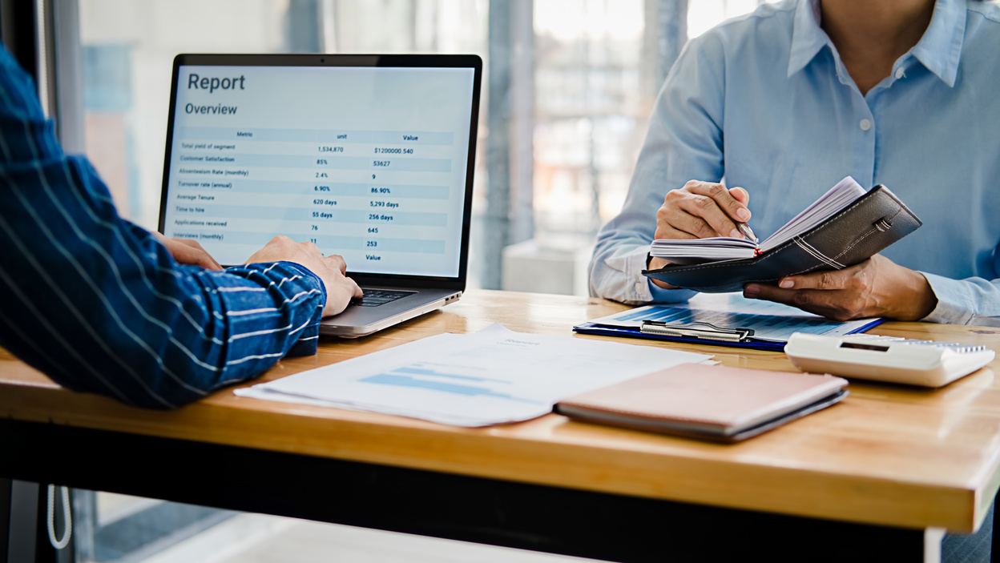 Report
Overview
Metric unit Value
Total yield of segment 1,534,870 $1200000.540
Customer Satisfaction 85% 53627
Absenteeism Rate (monthly) 2.4% 9
Turnover rate (annual) 6.90% 86.90%
Average Tenure 620 days 5,293 days
Time to hire 55 days 256 days
Applications received 76 645
Interviews (monthly) 11 253
Value
Report